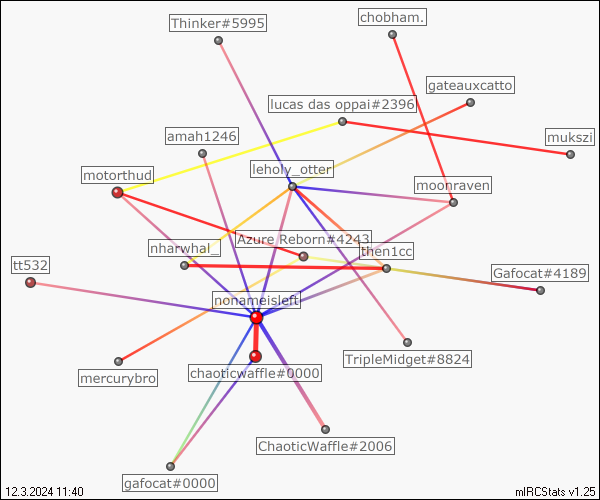 Thinker#5995
chobham.
gateauxcatto
lucas das oppai#2396
amah1246
mukszi
leholy_otter
motorthud
moonraven
Azure Reborn#4243
nharwhal_
then1cc
tt532
Gafocat#4189
nonameisleft
TripleMidget#8824
chaoticwaffle#0000
mercurybro
ChaoticWaffle#2006
gafocat#0000
12.3.2024 11:40
mIRCStats v1.25